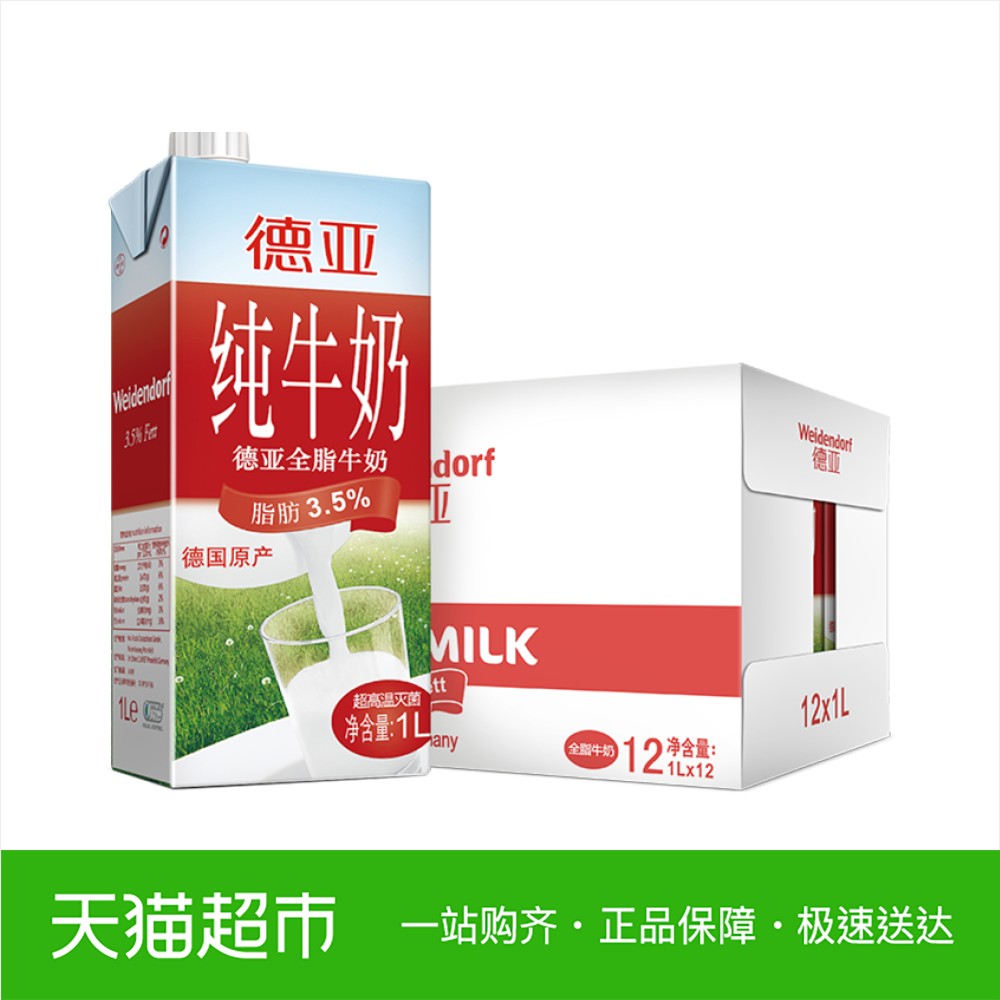 德亚
纯牛奶
德亚全脂牛奶
脂肪 3.5%
德国原产
超高温灭菌
净含量:1L
Weidendorf
3.5% Fett
1Le
dorf
亚
MILK
ett
many
全脂牛奶
12
净含量:
1Lx12
Weidendorf
德亚
12x1L
天猫超市
一站购齐·正品保障·极速送达